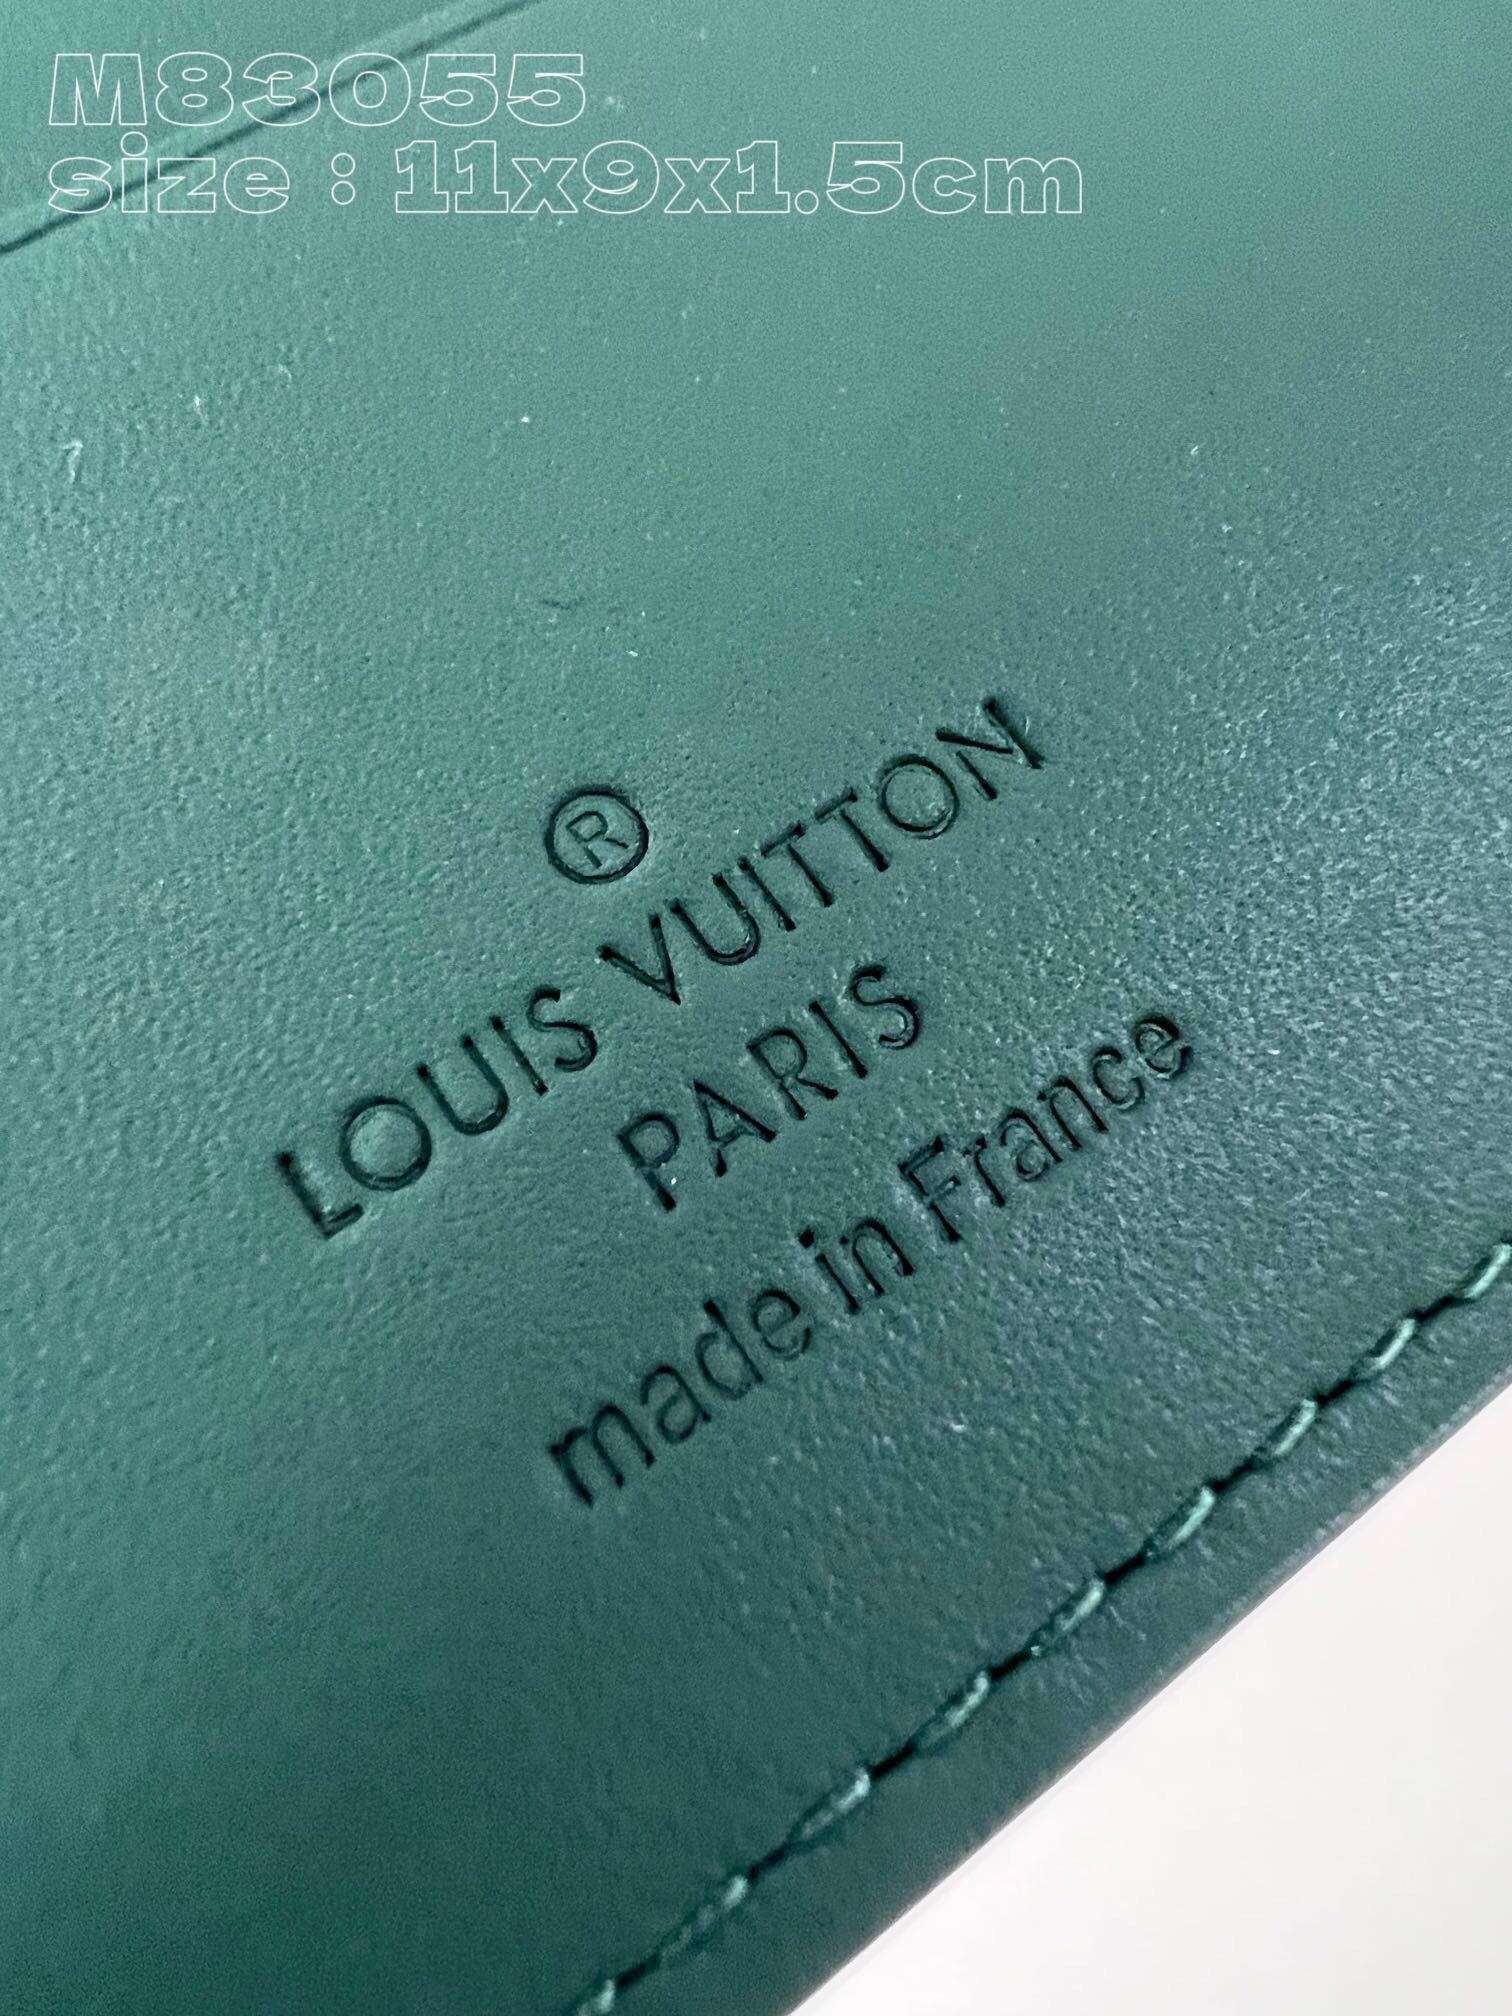 M83055
size : 11x9x1.5cm
®
LOUIS VUITTON
PARIS
made in France